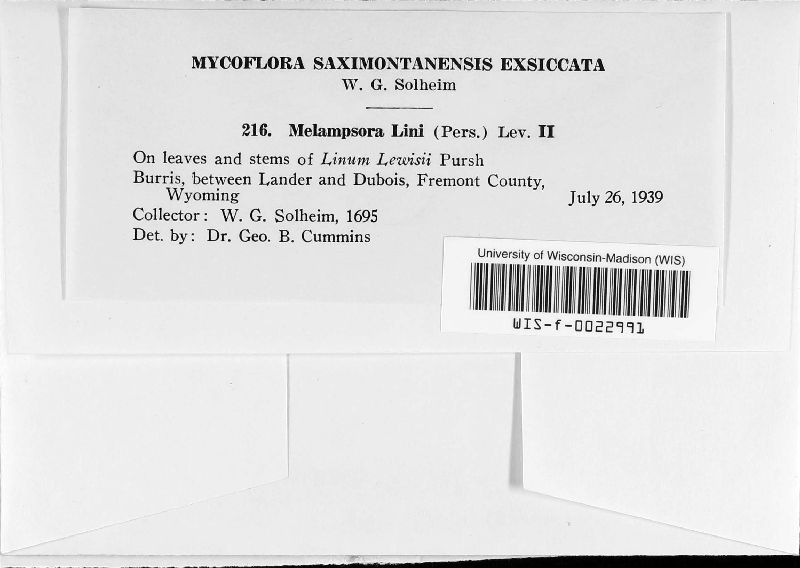 MYCOFLORA SAXIMONTANENSIS EXSICCATA
W. G. Solheim
216. Melampsora Lini (Pers.) Lev. II
On leaves and stems of Linum Lewisii Pursh
Burris, between Lander and Dubois, Fremont County,
Wyoming July 26, 1939
Collector: W. G. Solheim, 1695
Det. by: Dr. Geo. B. Cummins
University of Wisconsin-Madison (WIS)
WIS-f-0022991